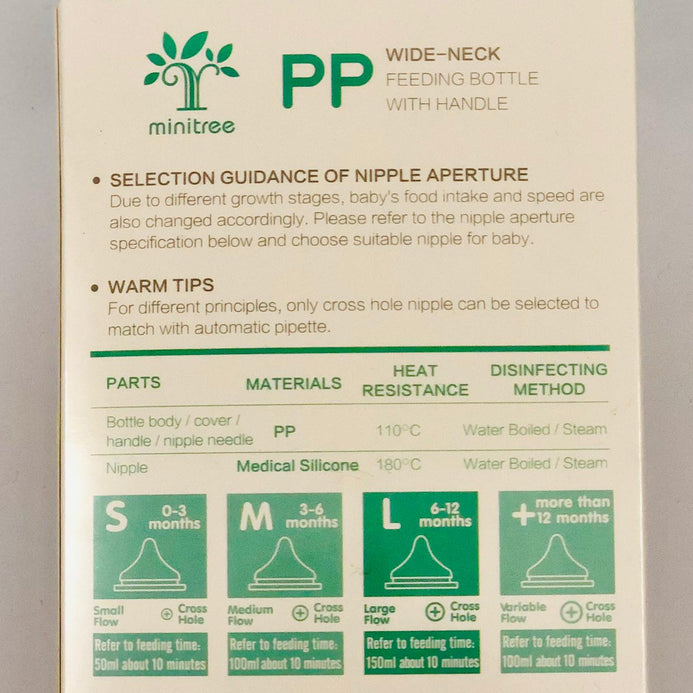 minitree
PP
WIDE-NECK
FEEDING BOTTLE
WITH HANDLE
• SELECTION GUIDANCE OF NIPPLE APERTURE
Due to different growth stages, baby's food intake and speed are
also changed accordingly. Please refer to the nipple aperture
specification below and choose suitable nipple for baby.
• WARM TIPS
For different principles, only cross hole nipple can be selected to
match with automatic pipette.
PARTS MATERIALS HEAT RESISTANCE DISINFECTING METHOD
Bottle body / cover /
handle / nipple needle PP 110°C Water Boiled / Steam
Nipple Medical Silicone 180°C Water Boiled / Steam
S 0-3 months
Small Flow Cross Hole
Refer to feeding time:
50ml about 10 minutes
M 3-6 months
Medium Flow Cross Hole
Refer to feeding time:
100ml about 10 minutes
L 6-12 months
Large Flow Cross Hole
Refer to feeding time:
150ml about 10 minutes
+ more than 12 months
Variable Flow Cross Hole
Refer to feeding time:
100ml about 10 minutes